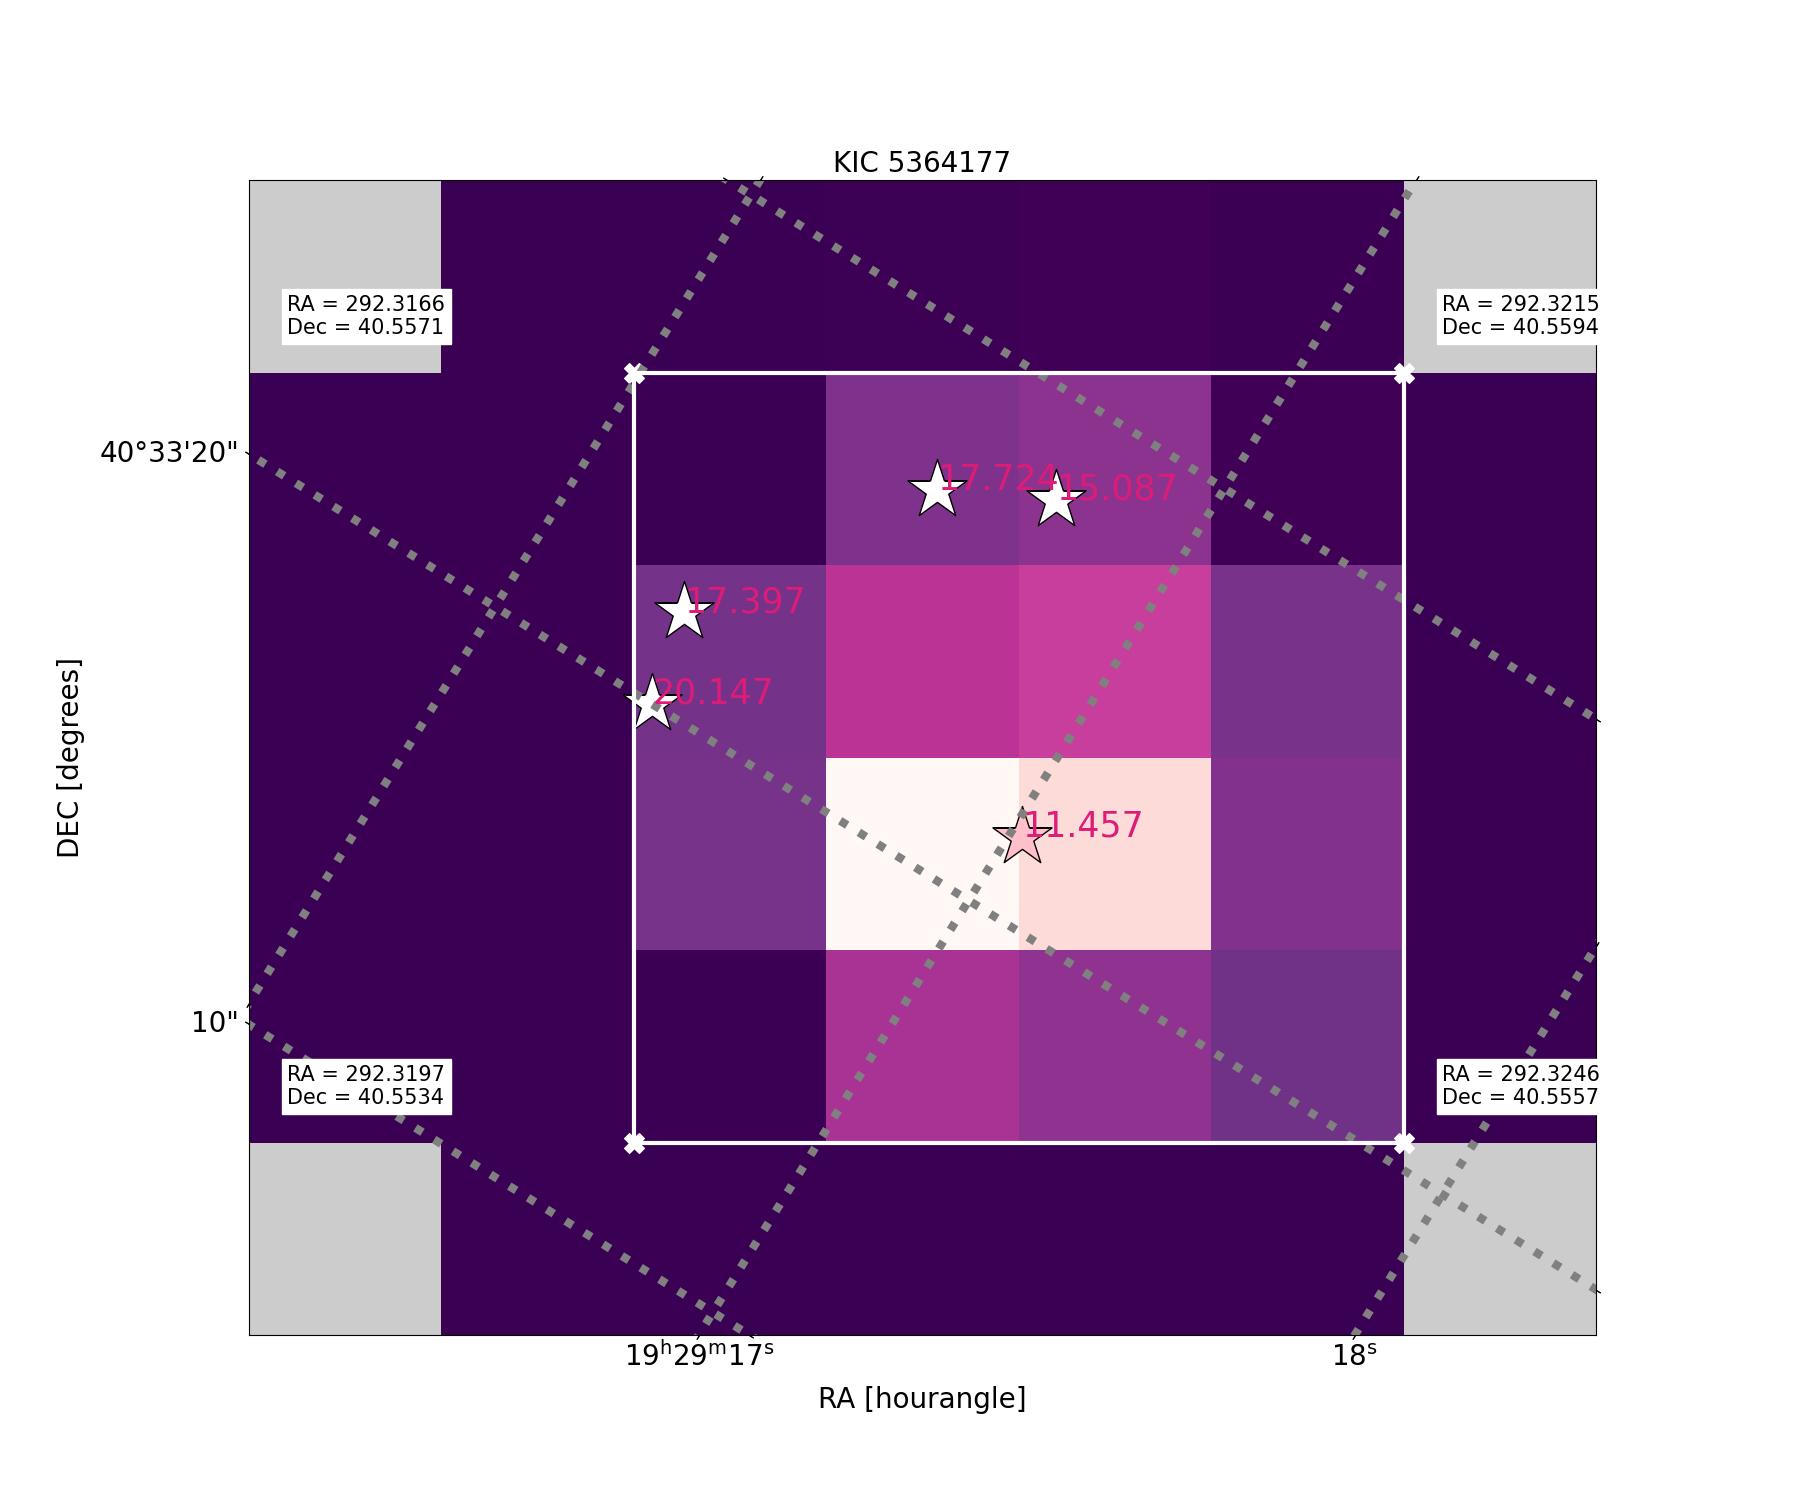 KIC 5364177
RA = 292.3166
Dec = 40.5571
RA = 292.3215
Dec = 40.5594
40°33'20"
17.724
15.087
17.397
20.147
11.457
DEC [degrees]
10"
RA = 292.3197
Dec = 40.5534
RA = 292.3246
Dec = 40.5557
19h29m17s
18s
RA [hourangle]